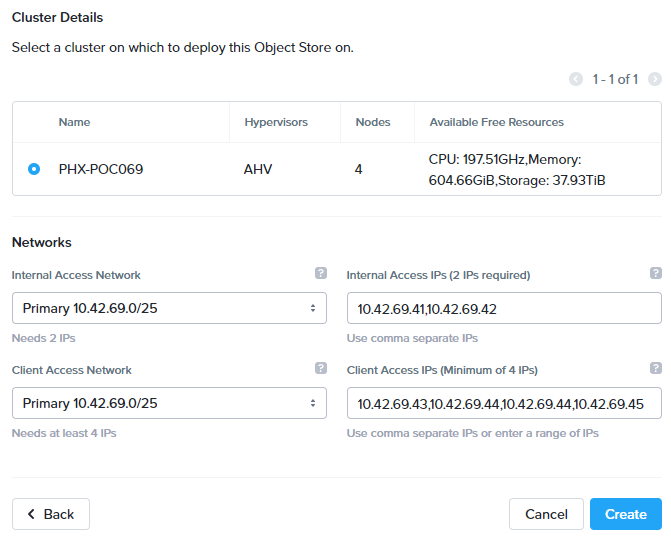 Cluster Details
Select a cluster on which to deploy this Object Store on.
1 - 1 of 1
Name Hypervisors Nodes Available Free Resources
PHX-POC069 AHV 4 CPU: 197.51GHz,Memory:
604.66GiB,Storage: 37.93TiB
Networks
Internal Access Network ? Internal Access IPs (2 IPs required) ?
Primary 10.42.69.0/25 10.42.69.41,10.42.69.42
Needs 2 IPs Use comma separate IPs
Client Access Network ? Client Access IPs (Minimum of 4 IPs) ?
Primary 10.42.69.0/25 10.42.69.43,10.42.69.44,10.42.69.44,10.42.69.45
Needs at least 4 IPs Use comma separate IPs or enter a range of IPs
Back Cancel Create